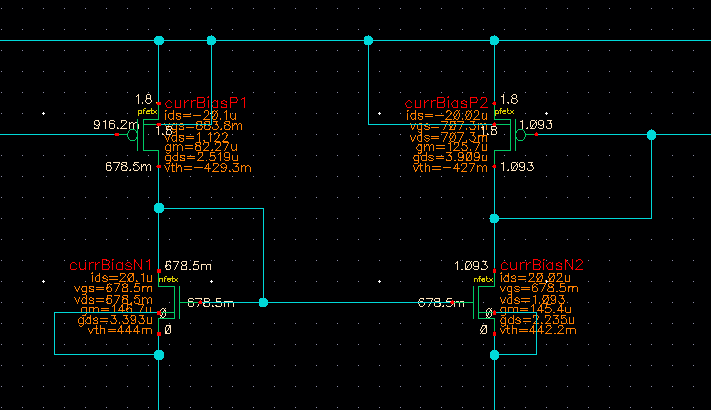 1.8
currBiasP1
pfetx
ids=-20.1u
916.2m
vgs=883.8m
1.8
vds=1.122
gm=82.27u
gds=2.519u
678.5m
vth=-429.3m
currBiasP2
1.8
pfetx
ids=-20.02u
vgs=707.3m
1.093
vds=707.3m
1.8
gm=125.7u
gds=3.909u
vth=-427m
1.093
currBiasN1
678.5m
nfetx
ids=20.1u
vgs=678.5m
vds=678.5m
678.5m
gm=146.7u
0
gds=3.393u
vth=444m
0
1.093
currBiasN2
nfetx
ids=20.02u
vgs=678.5m
678.5m
vds=1.093
gm=145.4u
0
gds=2.235u
0
vth=442.2m